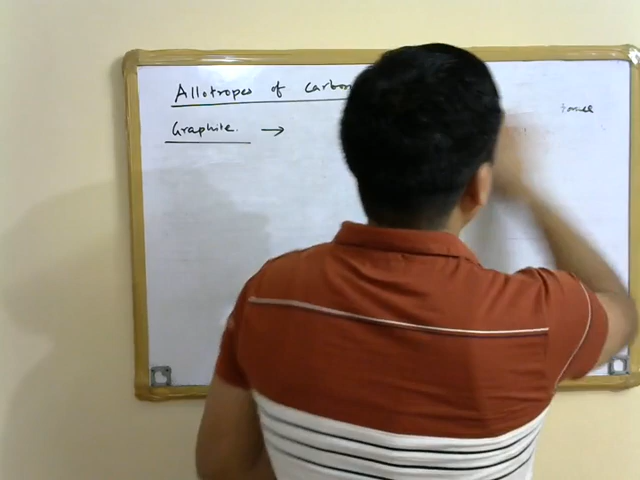 Allotropes of Carbon
Graphite. →